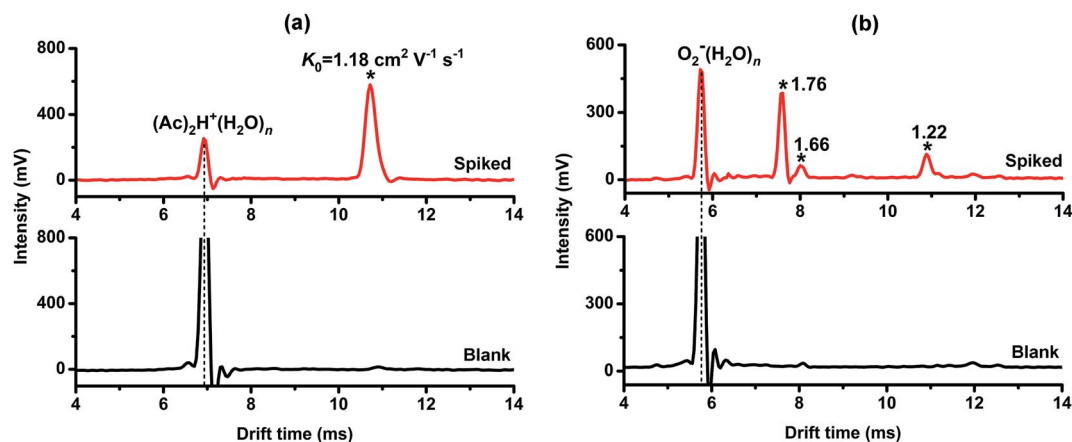 (a)
800
400
0
Intensity (mV)
K₀=1.18 cm² V⁻¹ s⁻¹
*
(Ac)₂H⁺(H₂O)ₙ
Spiked
4 6 8 10 12 14
800
400
0
Blank
4 6 8 10 12 14
Drift time (ms)
(b)
600
300
0
Intensity (mV)
O₂⁻(H₂O)ₙ
* 1.76
1.66
*
1.22
*
Spiked
4 6 8 10 12 14
600
300
0
Blank
4 6 8 10 12 14
Drift time (ms)